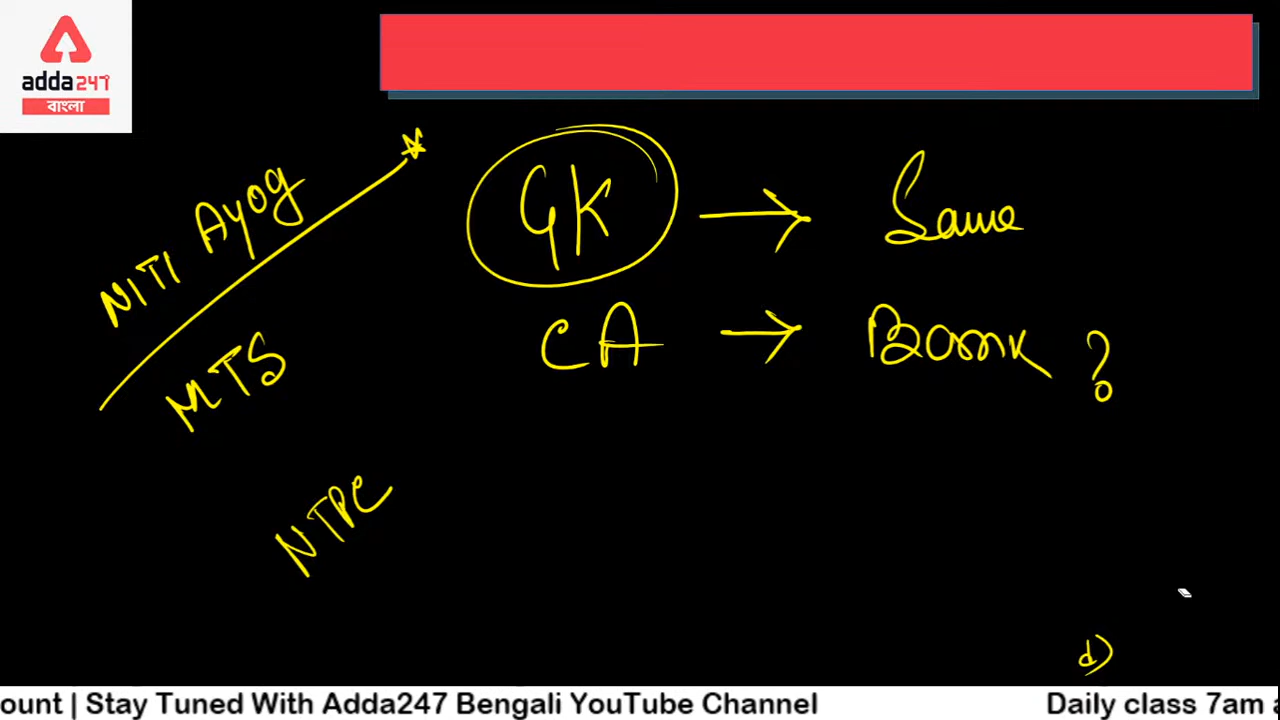 adda247
বাংলা
NITI Ayog
GK → Same
CA → Bank ?
MTS
NTPC
d)
ount | Stay Tuned With Adda247 Bengali YouTube Channel
Daily class 7am a